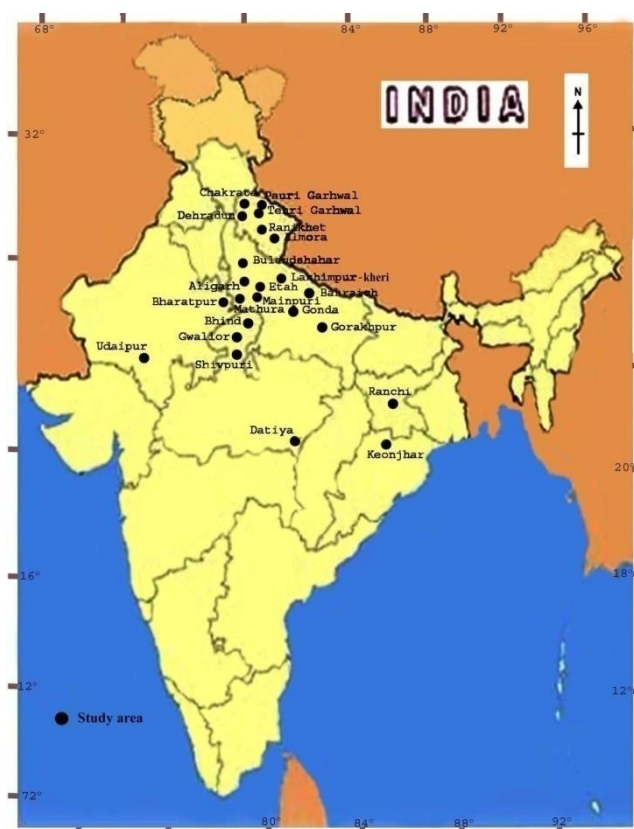 68° 84° 88° 92° 96°
INDIA
N
32°
Chakrata Pauri Garhwal
Dehradun Tehri Garhwal
Ranikhet
Almora
Bulandshahar
Lakhimpur-kheri
Aligarh Etah Bahraich
Bharatpur Mainpuri
Mathura Gonda
Bhind Gorakhpur
Gwalior
Udaipur
Shivpuri
Ranchi
Datiya
Keonjhar
20°
16° 18°
12° 12°
Study area
72°
80° 84° 88° 92°